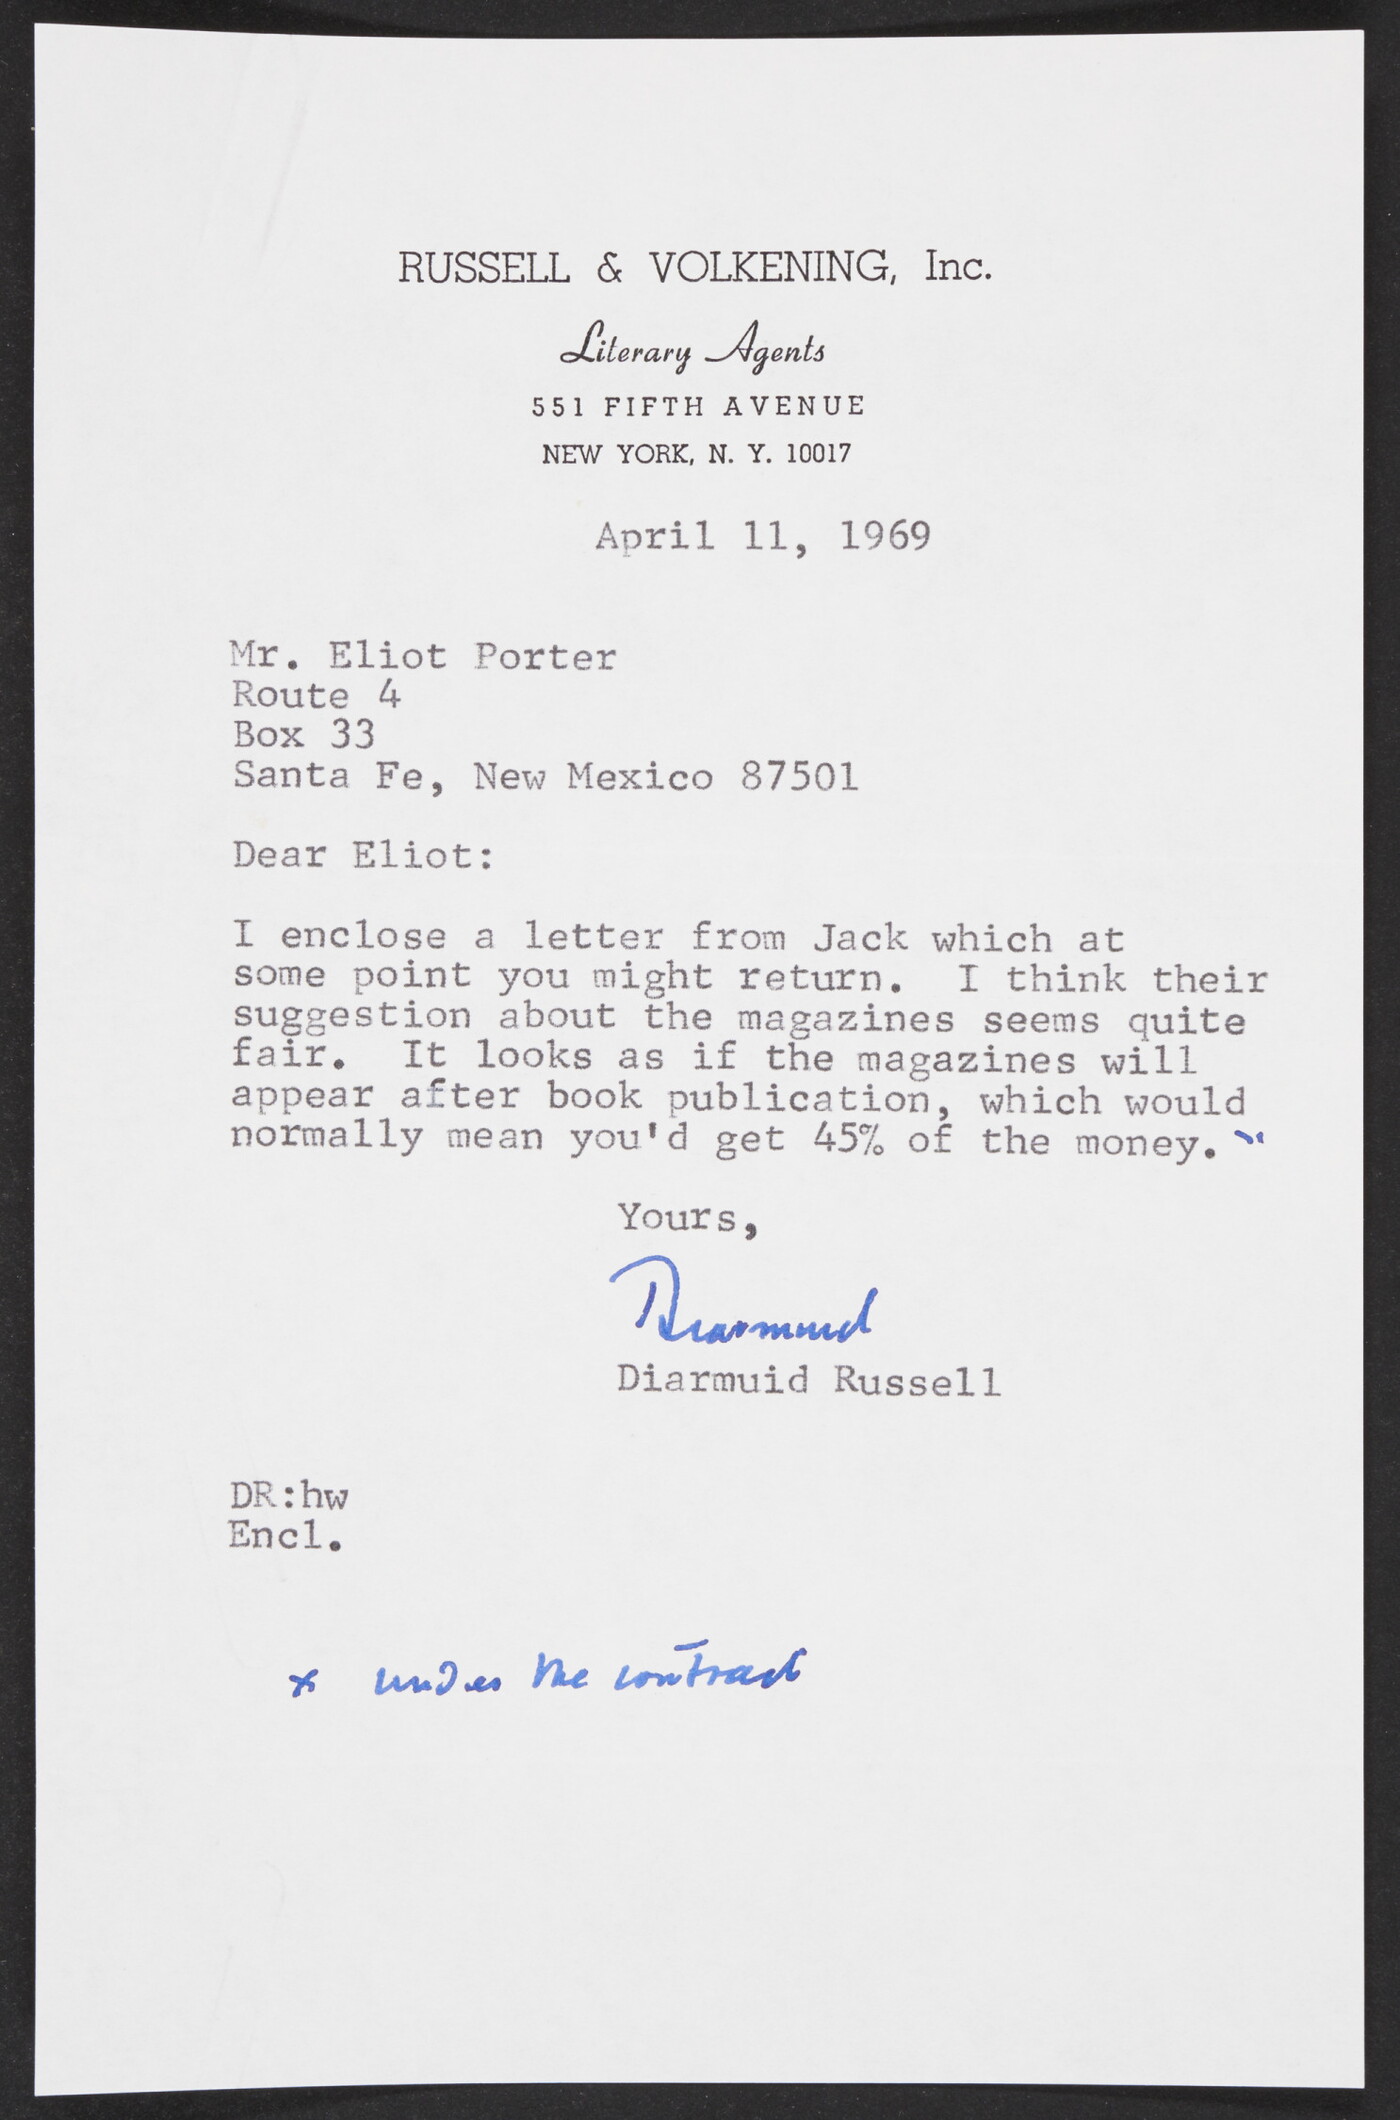 RUSSELL & VOLKENING, Inc.
Literary Agents
551 FIFTH AVENUE
NEW YORK, N. Y. 10017
April 11, 1969
Mr. Eliot Porter
Route 4
Box 33
Santa Fe, New Mexico 87501
Dear Eliot:
I enclose a letter from Jack which at
some point you might return.  I think their
suggestion about the magazines seems quite
fair.  It looks as if the magazines will
appear after book publication, which would
normally mean you'd get 45% of the money. *
Yours,
Diarmuid
Diarmuid Russell
DR:hw
Encl.
* under the contract